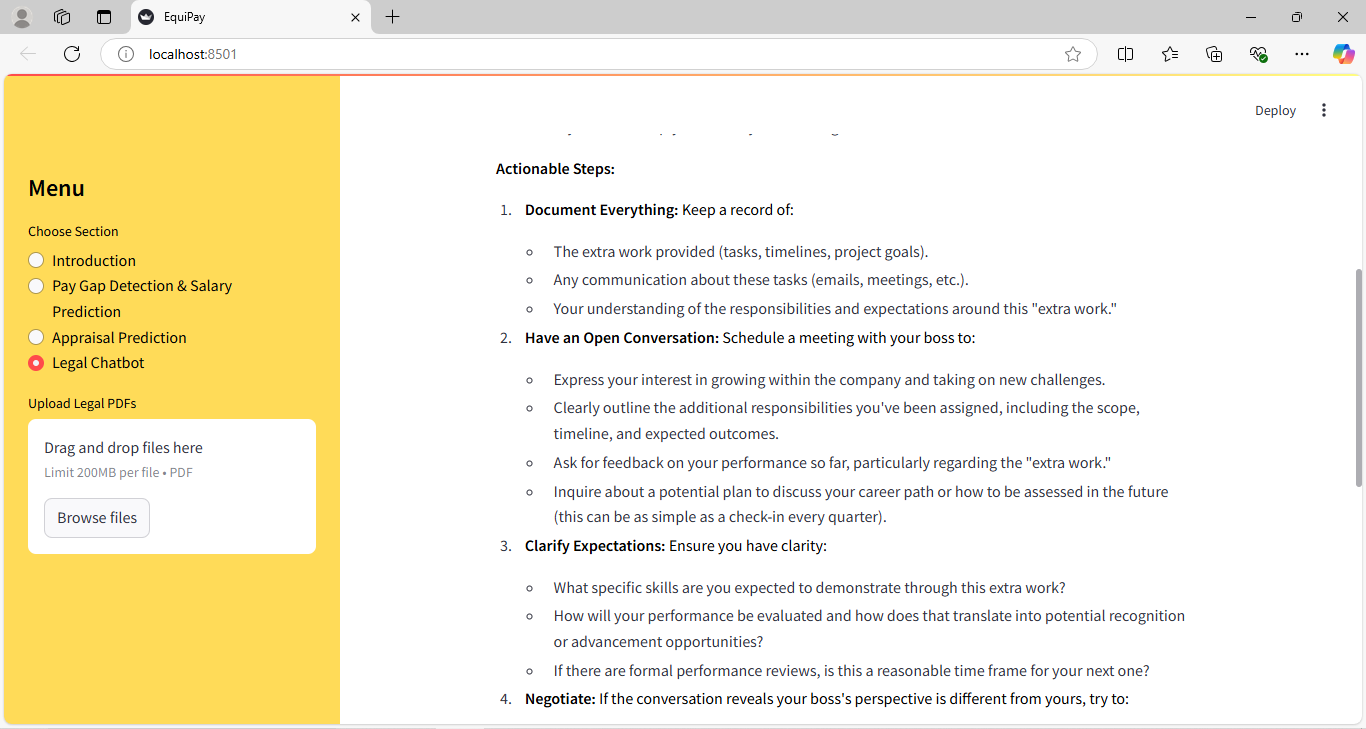 EquiPay
localhost:8501
Deploy
Menu
Choose Section
Introduction
Pay Gap Detection & Salary
Prediction
Appraisal Prediction
Legal Chatbot
Upload Legal PDFs
Drag and drop files here
Limit 200MB per file • PDF
Browse files
Actionable Steps:
1. Document Everything: Keep a record of:
The extra work provided (tasks, timelines, project goals).
Any communication about these tasks (emails, meetings, etc.).
Your understanding of the responsibilities and expectations around this "extra work."
2. Have an Open Conversation: Schedule a meeting with your boss to:
Express your interest in growing within the company and taking on new challenges.
Clearly outline the additional responsibilities you've been assigned, including the scope,
timeline, and expected outcomes.
Ask for feedback on your performance so far, particularly regarding the "extra work."
Inquire about a potential plan to discuss your career path or how to be assessed in the future
(this can be as simple as a check-in every quarter).
3. Clarify Expectations: Ensure you have clarity:
What specific skills are you expected to demonstrate through this extra work?
How will your performance be evaluated and how does that translate into potential recognition
or advancement opportunities?
If there are formal performance reviews, is this a reasonable time frame for your next one?
4. Negotiate: If the conversation reveals your boss's perspective is different from yours, try to: